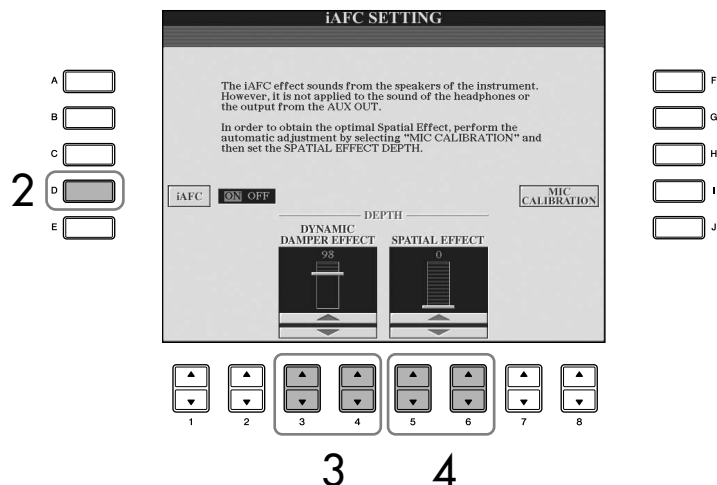 iAFC SETTING
The iAFC effect sounds from the speakers of the instrument.
However, it is not applied to the sound of the headphones or
the output from the AUX OUT.
In order to obtain the optimal Spatial Effect, perform the
automatic adjustment by selecting "MIC CALIBRATION" and
then set the SPATIAL EFFECT DEPTH.
A
B
C
2 D
E
F
G
H
I
J
iAFC ON OFF
MIC
CALIBRATION
DEPTH
DYNAMIC
DAMPER EFFECT
SPATIAL EFFECT
98 0
1 2 3 4 5 6 7 8
3 4